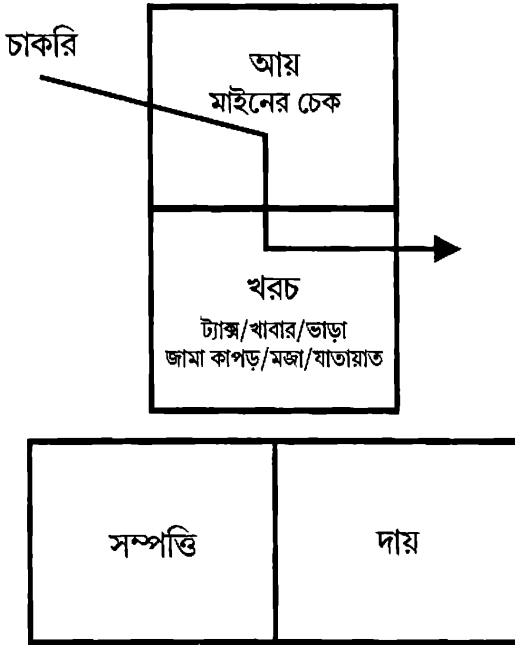 চাকরি
আয়
মাইনের চেক
খরচ
ট্যাক্স/খাবার/ভাড়া
জামা কাপড়/মজা/যাতায়াত
সম্পত্তি
দায়